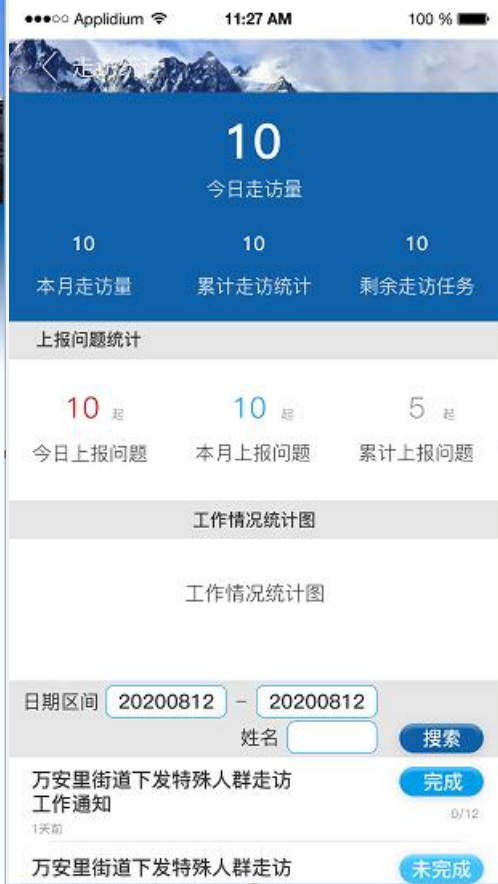 Applidium 11:27 AM 100 %
走访统计
10
今日走访量
10 10 10
本月走访量 累计走访统计 剩余走访任务
上报问题统计
10 起 10 起 5 起
今日上报问题 本月上报问题 累计上报问题
工作情况统计图
工作情况统计图
日期区间 20200812 - 20200812
姓名 搜索
万安里街道下发特殊人群走访 完成
工作通知 0/12
1天前
万安里街道下发特殊人群走访 未完成